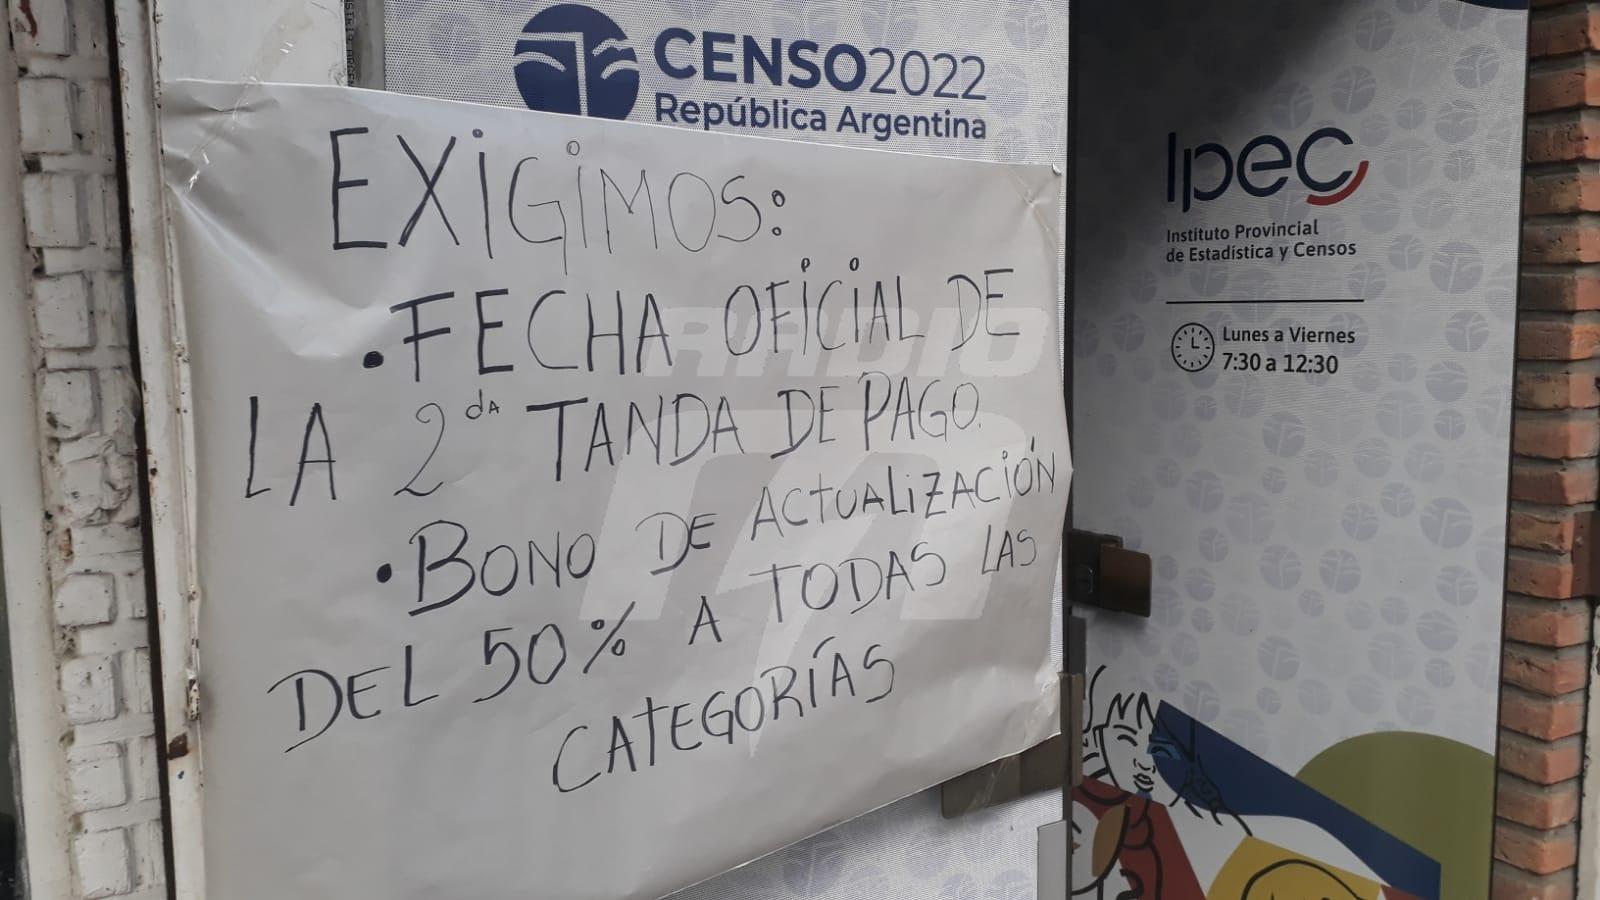 CENSO2022
República Argentina
EXIGIMOS:
• FECHA OFICIAL DE
LA 2da TANDA DE PAGO.
• BONO DE ACTUALIZACIÓN
DEL 50% A TODAS LAS
CATEGORÍAS
Ipec
Instituto Provincial
de Estadística y Censos
Lunes a Viernes
7:30 a 12:30
RADIO